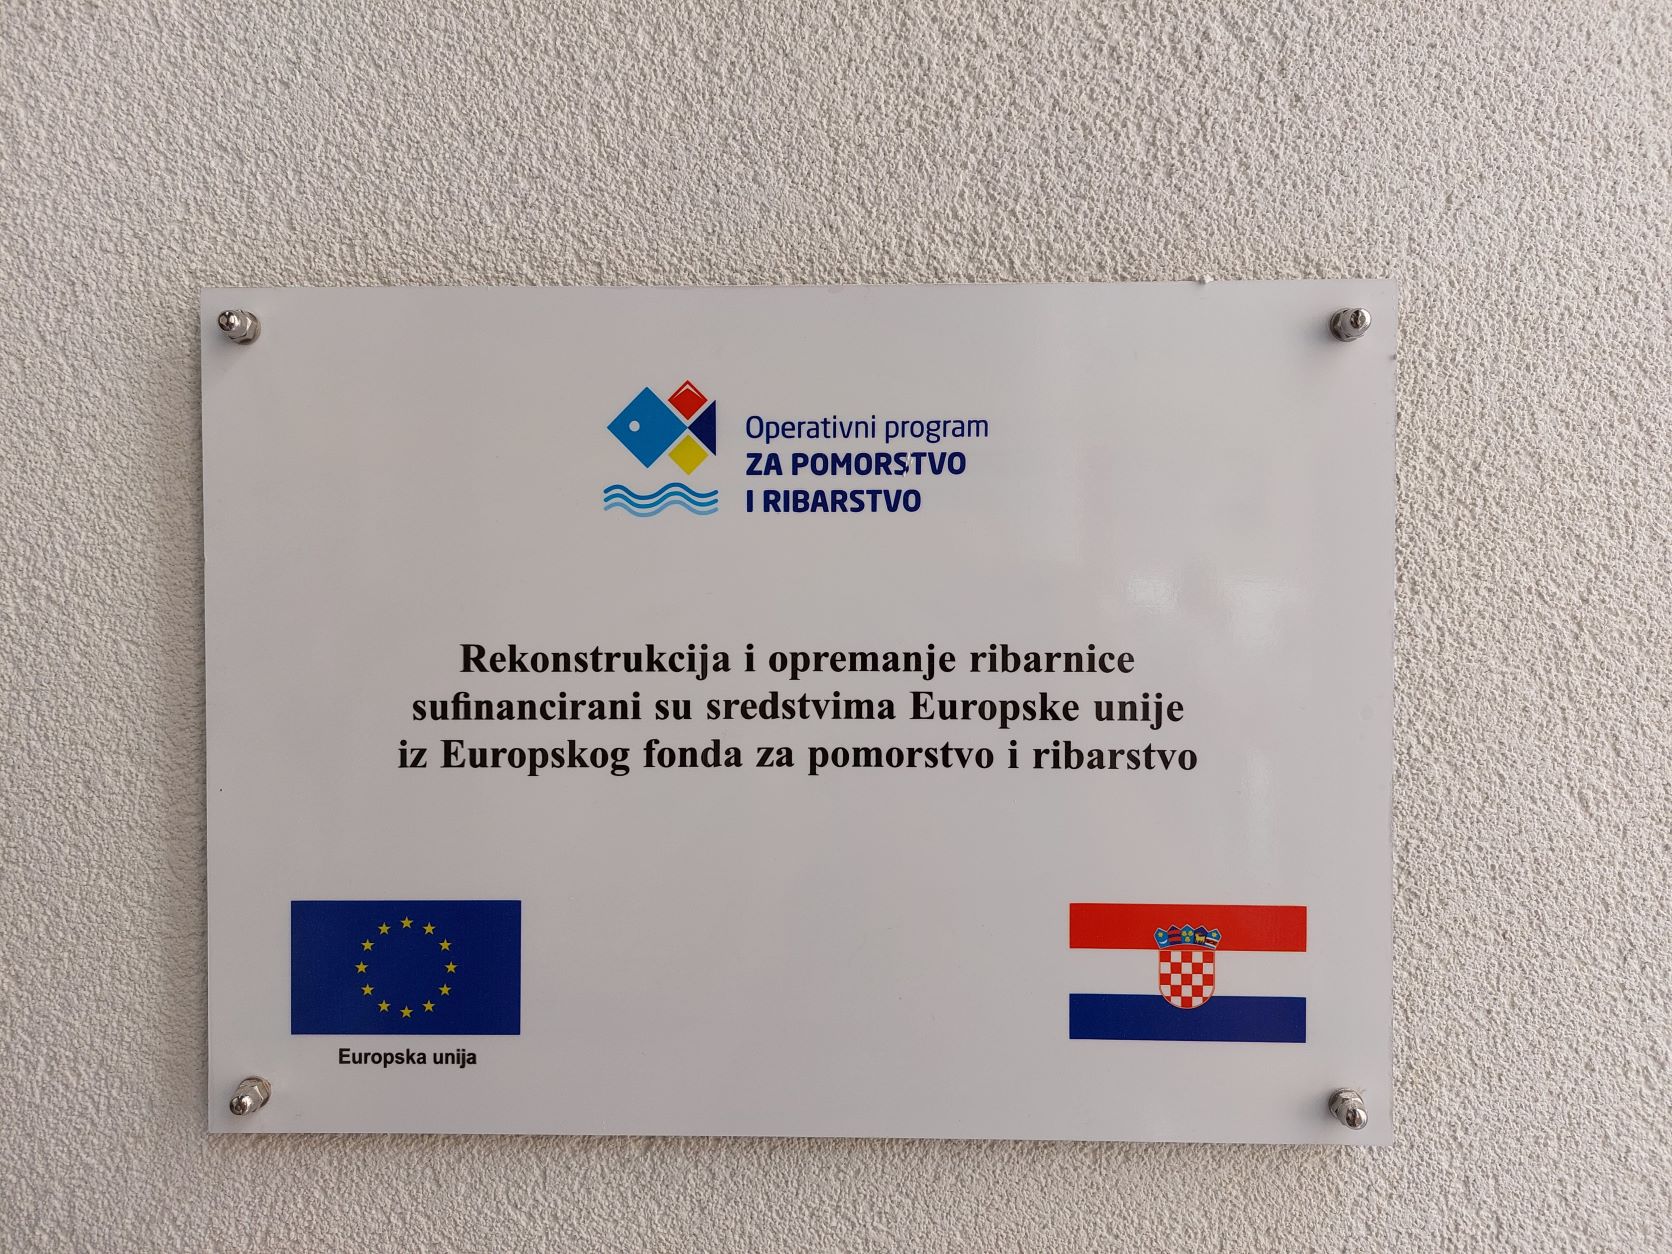 Operativni program
ZA POMORSTVO
I RIBARSTVO
Rekonstrukcija i opremanje ribarnice
sufinancirani su sredstvima Europske unije
iz Europskog fonda za pomorstvo i ribarstvo
Europska unija